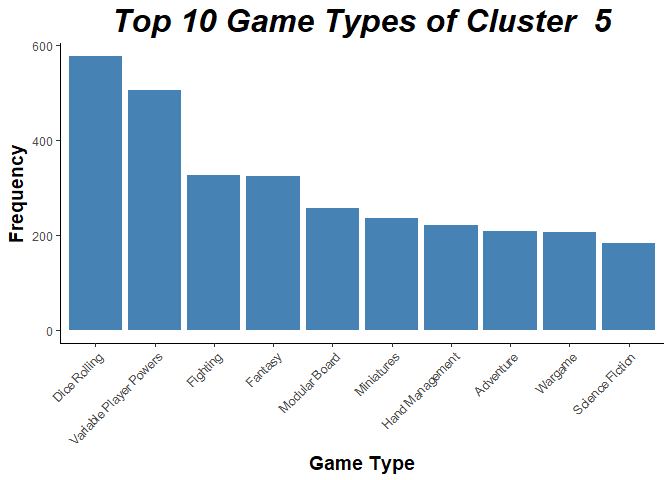 Top 10 Game Types of Cluster  5
600
400
200
0
Frequency
Dice Rolling
Variable Player Powers
Fighting
Fantasy
Modular Board
Miniatures
Hand Management
Adventure
Wargame
Science Fiction
Game Type